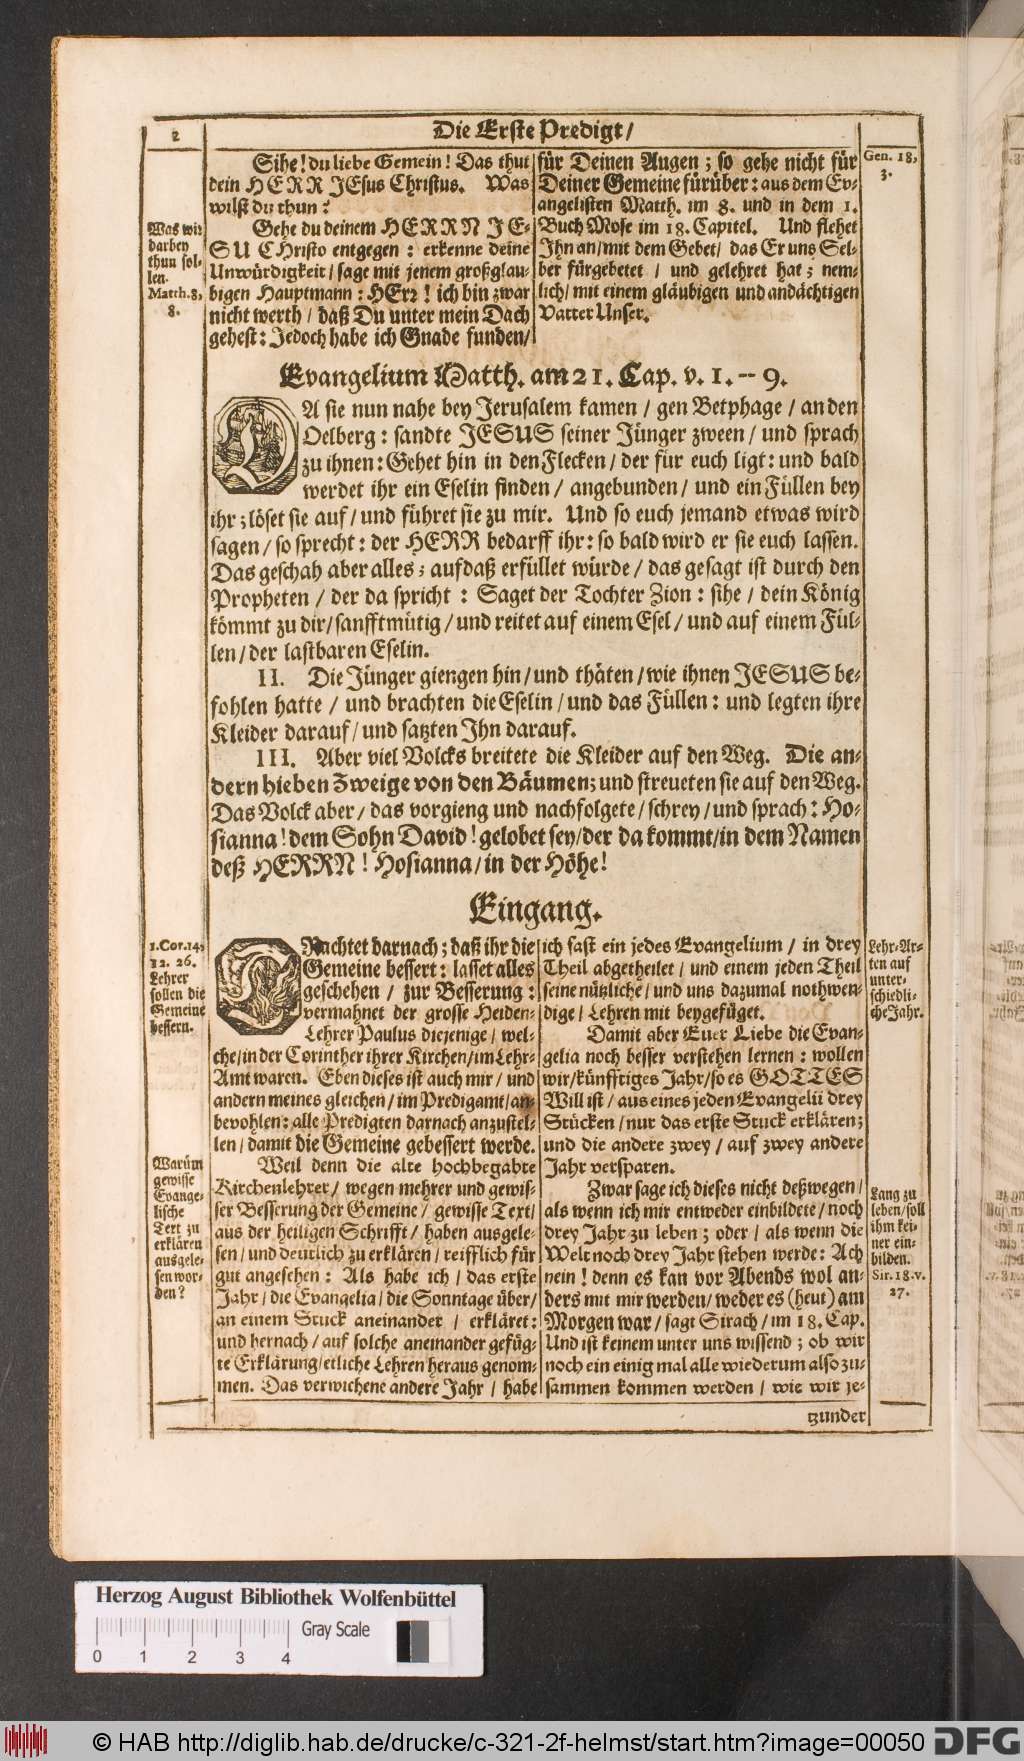 2
Die Erste Predigt/
Sihe! du liebe Gemein! Das thut
dein HERR JEsus Christus. Was
wilst du thun?
Gehe du deinem HERRN JE-
SU CHristo entgegen: erkenne deine
Unwürdigkeit/ sage mit jenem großglau-
bigen Hauptmann: HErr! ich bin zwar
nicht werth/ daß Du unter mein Dach
gehest: Jedoch habe ich Gnade funden/
Was wir
darbey
thun sol-
len.
Matth. 8,
8.
für Deinen Augen; so gehe nicht für
Deiner Gemeine fürüber: aus dem Ev-
angelisten Matth. im 8. und in dem 1.
Buch Mose im 18. Capitel. Und flehet
Jhn an/ mit dem Gebet/ das Er uns Sel-
ber fürgebetet / und gelehret hat; nem-
lich/ mit einem gläubigen und andächtigen
Vatter Unser.
Gen. 18,
3.
Evangelium Matth. am 21. Cap. v. 1. -- 9.
DA sie nun nahe bey Jerusalem kamen / gen Betphage / an den
Oelberg: sandte JESUS seiner Jünger zween / und sprach
zu ihnen: Gehet hin in den Flecken / der für euch ligt: und bald
werdet ihr ein Eselin finden / angebunden / und ein Füllen bey
ihr; löset sie auf / und führet sie zu mir. Und so euch jemand etwas wird
sagen / so sprecht: der HERR bedarff ihr: so bald wird er sie euch lassen.
Das geschah aber alles; aufdaß erfüllet würde / das gesagt ist durch den
Propheten / der da spricht: Saget der Tochter Zion: sihe / dein König
kömmt zu dir / sanfftmütig / und reitet auf einem Esel / und auf einem Fül-
len / der lastbaren Eselin.
II. Die Jünger giengen hin / und thäten / wie ihnen JESUS be-
fohlen hatte / und brachten die Eselin / und das Füllen: und legten ihre
Kleider darauf / und satzten Jhn darauf.
III. Aber viel Volcks breitete die Kleider auf den Weg. Die an-
dern hieben Zweige von den Bäumen; und streueten sie auf den Weg.
Das Volck aber / das vorgieng und nachfolgete / schrey / und sprach: Ho-
sianna! dem Sohn David! gelobet sey / der da kommt / in dem Namen
deß HERRN! Hosianna / in der Höhe!
Eingang.
TRachtet darnach; daß ihr die
Gemeine bessert: lasset alles
geschehen / zur Besserung:
vermahnet der grosse Heiden-
Lehrer Paulus diejenige / wel-
che/ in der Corinther ihrer Kirchen/ im Lehr-
Amt waren. Eben dieses ist auch mir / und
andern meines gleichen / im Predigamt/ an-
bevohlen: alle Predigten darnach anzustel-
len / damit die Gemeine gebessert werde.
Weil denn die alte hochbegabte
Kirchenlehrer/ wegen mehrer und gewis-
ser Besserung der Gemeine / gewisse Text/
aus der heiligen Schrifft / haben ausgele-
sen / und deutlich zu erklären / reifflich für
gut angesehen: Als habe ich / das erste
Jahr / die Evangelia / die Sonntage über/
an einem Stuck aneinander / erkläret:
und hernach / auf solche aneinander gefüg-
te Erklärung/ etliche Lehren heraus genom-
men. Das verwichene andere Jahr / habe
1. Cor. 14,
12. 26.
Lehrer
sollen die
Gemeine
bessern.
Warüm
gewisse
Evange-
lische
Text zu
erklären
ausgele-
sen wor-
den?
ich fast ein jedes Evangelium / in drey
Theil abgetheilet / und einem jeden Theil
seine nützliche / und uns dazumal nothwen-
dige / Lehren mit beygefüget.
Damit aber Euer Liebe die Evan-
gelia noch besser verstehen lernen: wollen
wir/ künfftiges Jahr/ so es GOTTES
Will ist / aus eines jeden Evangelii drey
Stücken / nur das erste Stuck erklären;
und die andere zwey / auf zwey andere
Jahr versparen.
Zwar sage ich dieses nicht deßwegen/
als wenn ich mir entweder einbildete / noch
drey Jahr zu leben; oder / als wenn die
Welt noch drey Jahr stehen werde: Ach
nein! denn es kan vor Abends wol an-
ders mit mir werden/ weder es (heut) am
Morgen war / sagt Sirach / im 18. Cap.
Und ist keinem unter uns wissend; ob wir
noch ein einig mal alle wiederum also zu-
sammen kommen werden / wie wir je-
tzunder
Lehr-Ar-
ten auf
unter-
schiedli-
che Jahr.
Lang zu
leben/ soll
ihm kei-
ner ein-
bilden.
Sir. 18. v.
27.
Herzog August Bibliothek Wolfenbüttel
0 1 2 3 4
Gray Scale
© HAB http://diglib.hab.de/drucke/c-321-2f-helmst/start.htm?image=00050
DFG